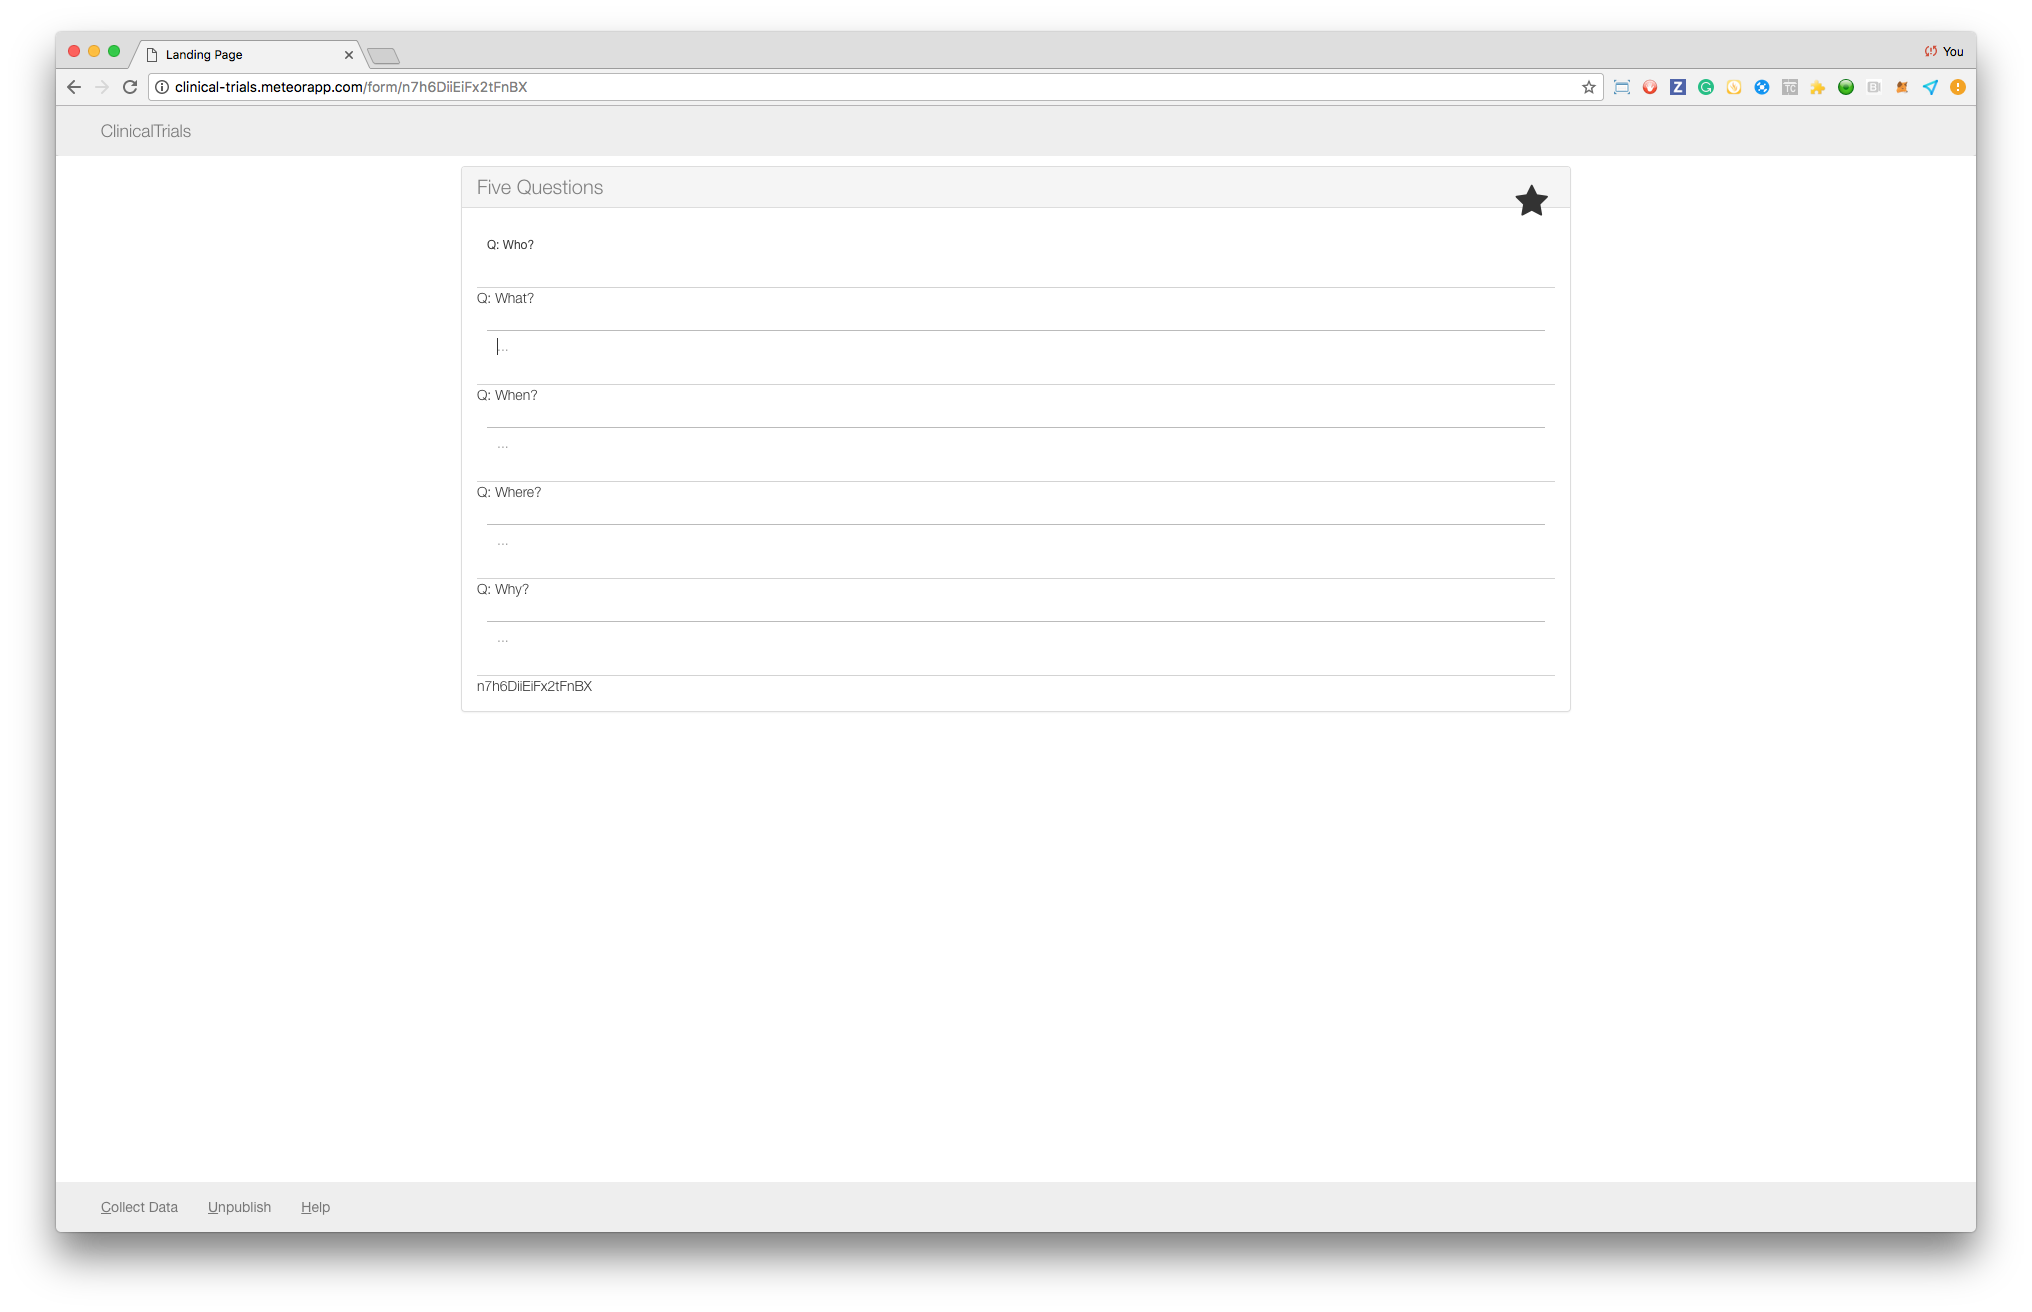 Landing Page
You
clinical-trials.meteorapp.com/form/n7h6DiiEiFx2tFnBX
ClinicalTrials
Five Questions
Q: Who?
Q: What?
...
Q: When?
...
Q: Where?
...
Q: Why?
...
n7h6DiiEiFx2tFnBX
Collect Data Unpublish Help